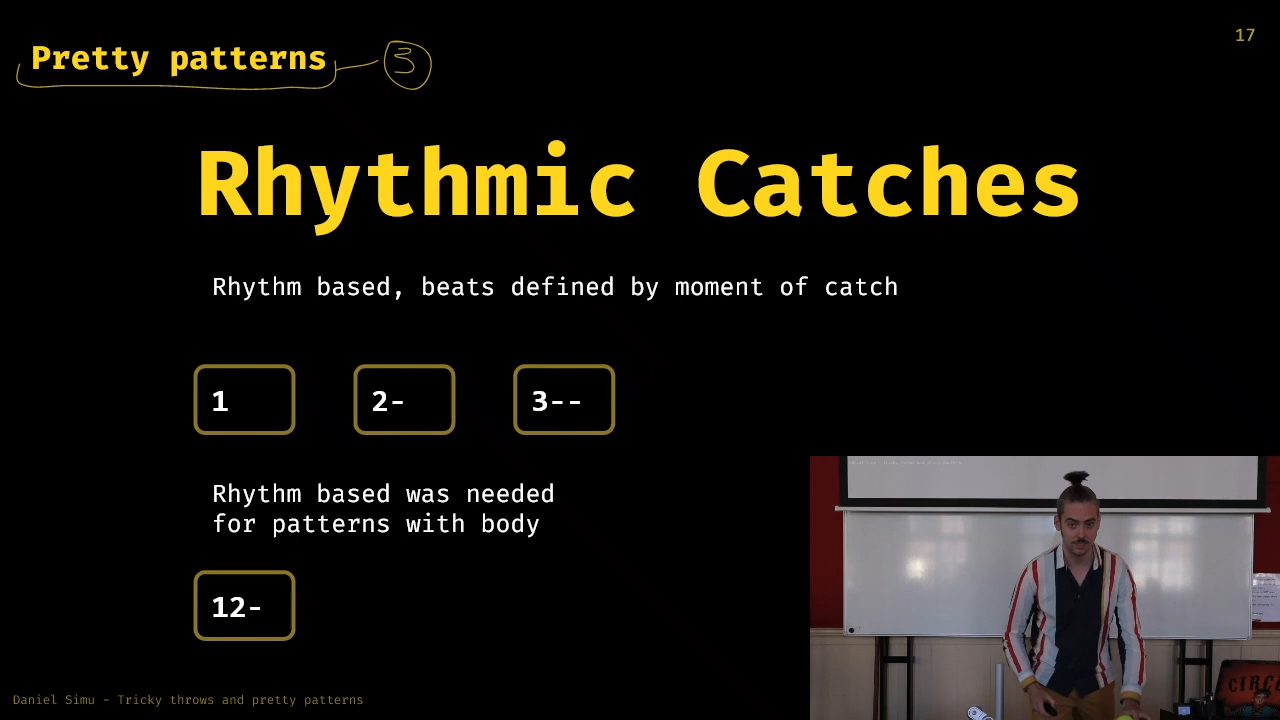 Pretty patterns
3
17
Rhythmic Catches
Rhythm based, beats defined by moment of catch
1
2-
3--
Rhythm based was needed
for patterns with body
12-
CIRC
Daniel Simu - Tricky throws and pretty patterns